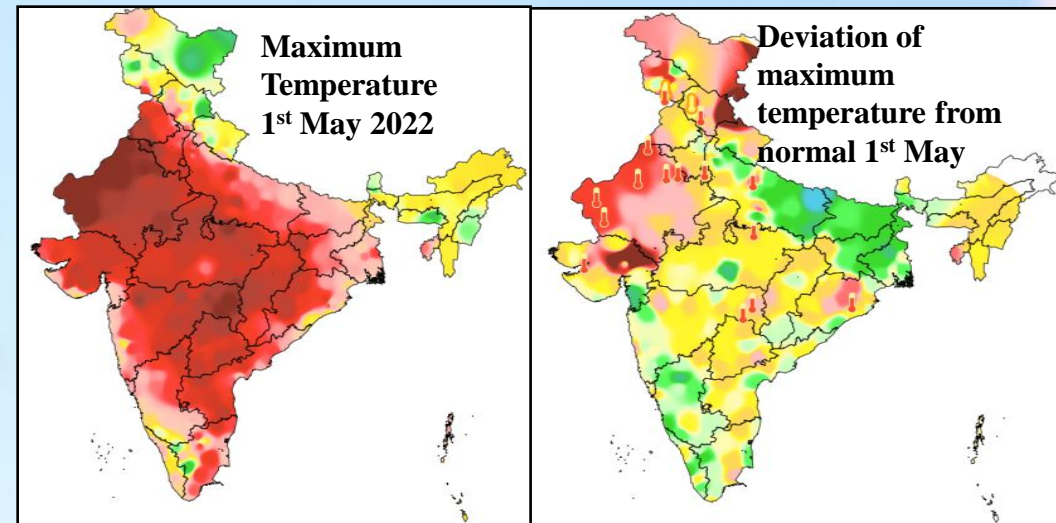 Maximum
Temperature
1st May 2022
Deviation of
maximum
temperature from
normal 1st May